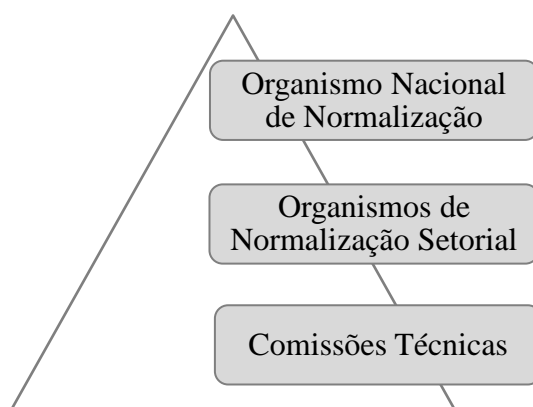 Organismo Nacional
de Normalização
Organismos de
Normalização Setorial
Comissões Técnicas